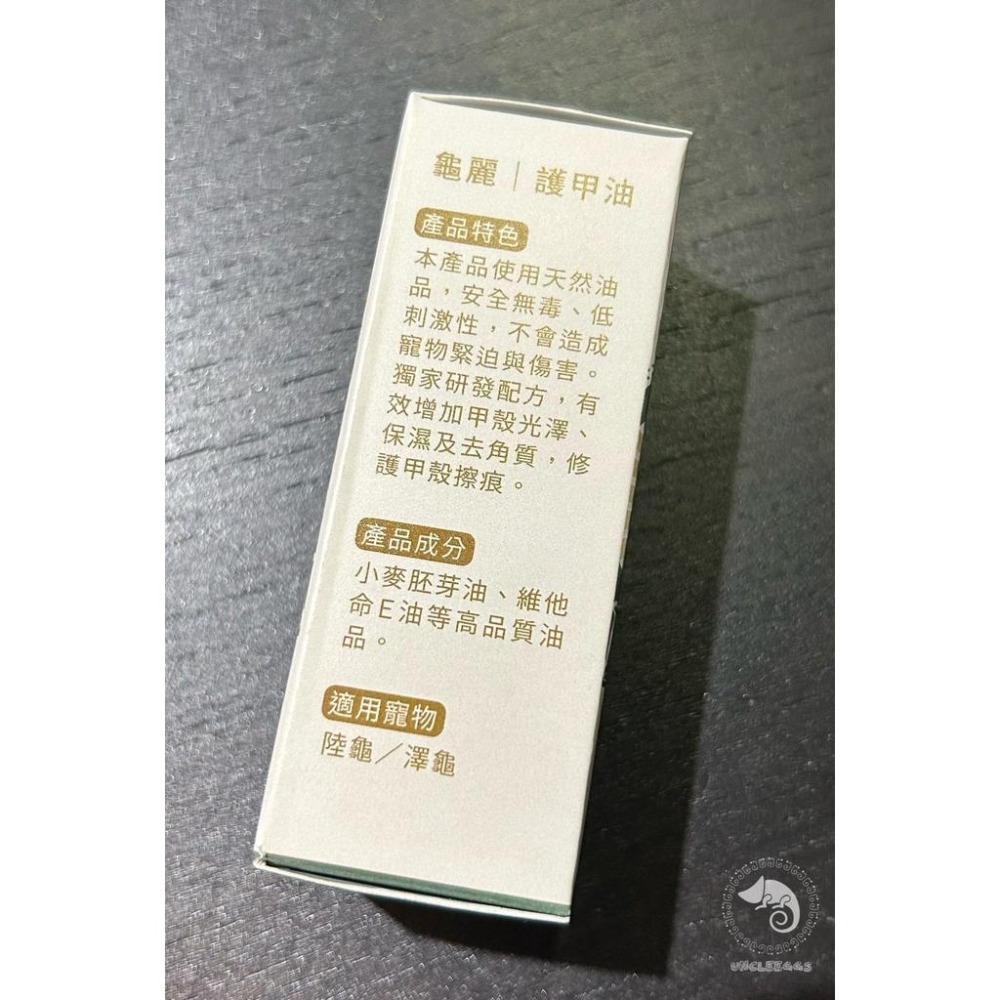 龜麗｜護甲油
產品特色
本產品使用天然油
品，安全無毒、低
刺激性，不會造成
寵物緊迫與傷害。
獨家研發配方，有
效增加甲殼光澤、
保濕及去角質，修
護甲殼擦痕。
產品成分
小麥胚芽油、維他
命E油等高品質油
品。
適用寵物
陸龜／澤龜
UNCLEEGGS